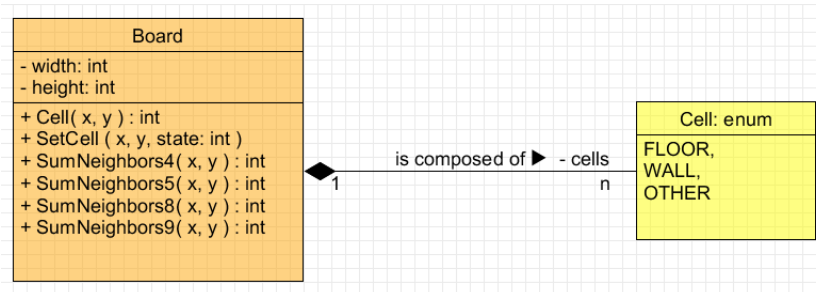 Board
- width: int
- height: int
+ Cell( x, y ) : int
+ SetCell ( x, y, state: int )
+ SumNeighbors4( x, y ) : int
+ SumNeighbors5( x, y ) : int
+ SumNeighbors8( x, y ) : int
+ SumNeighbors9( x, y ) : int
is composed of ▶ - cells
1
n
Cell: enum
FLOOR,
WALL,
OTHER